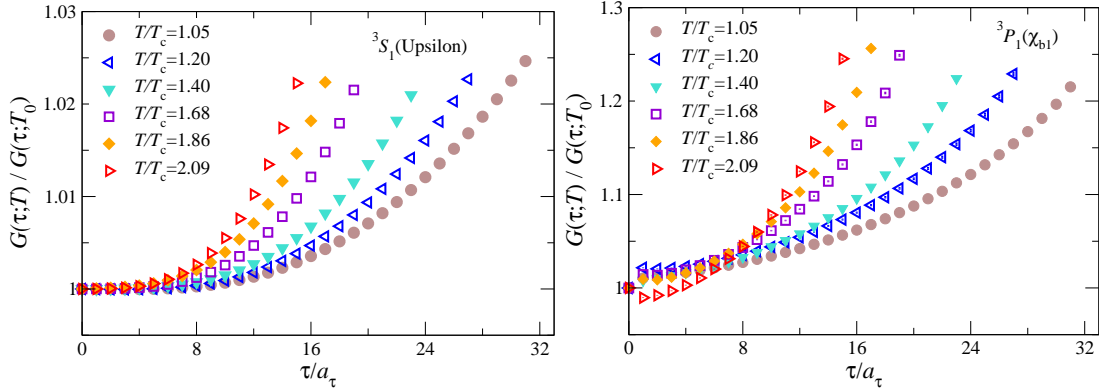 ³S₁(Upsilon)
T/Tc=1.05
T/Tc=1.20
T/Tc=1.40
T/Tc=1.68
T/Tc=1.86
T/Tc=2.09
G(τ;T) / G(τ;T₀)
1.03
1.02
1.01
1
0 8 16 24 32
τ/aτ
³P₁(χb1)
T/Tc=1.05
T/Tc=1.20
T/Tc=1.40
T/Tc=1.68
T/Tc=1.86
T/Tc=2.09
G(τ;T) / G(τ;T₀)
1.3
1.2
1.1
1
0 8 16 24 32
τ/aτ